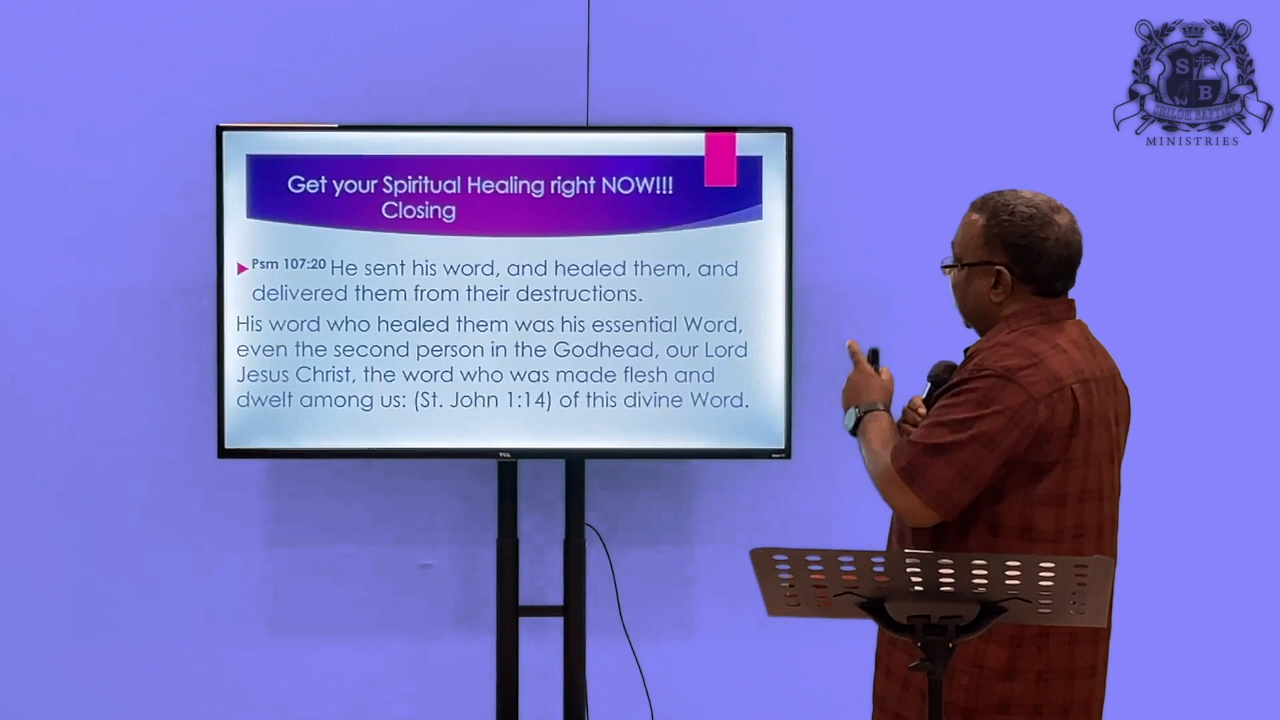 Get your Spiritual Healing right NOW!!!
Closing
Psm 107:20 He sent his word, and healed them, and
delivered them from their destructions.
His word who healed them was his essential Word,
even the second person in the Godhead, our Lord
Jesus Christ, the word who was made flesh and
dwelt among us: (St. John 1:14) of this divine Word.
TCL
S
B
SHILOH BAPTIST
MINISTRIES